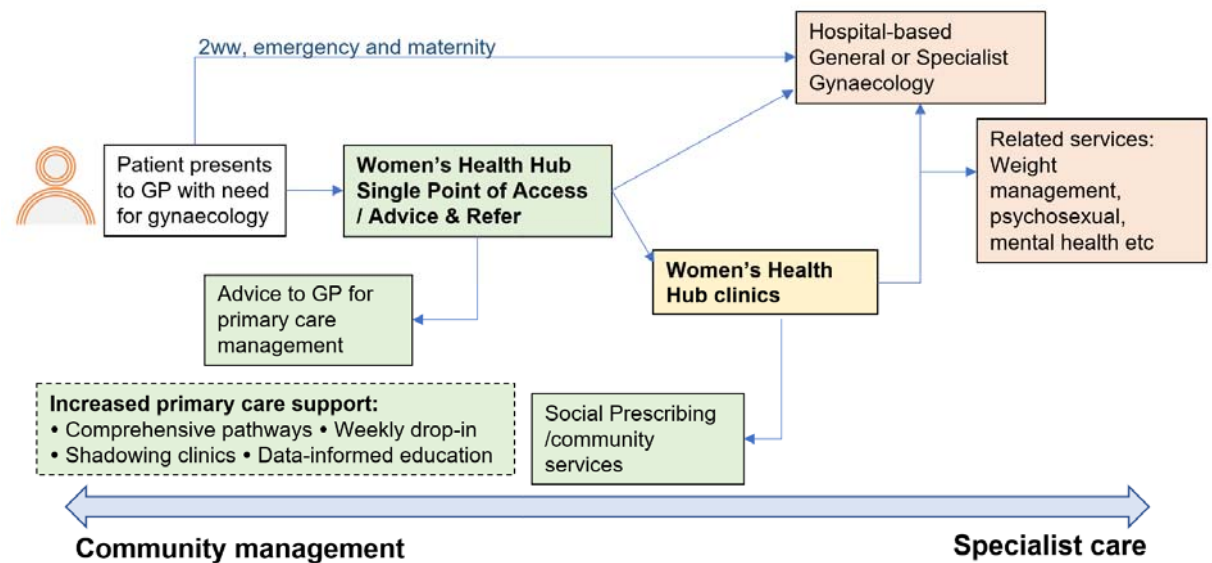 2ww, emergency and maternity
Hospital-based
General or Specialist
Gynaecology
Patient presents
to GP with need
for gynaecology
Women’s Health Hub
Single Point of Access
/ Advice & Refer
Related services:
Weight
management,
psychosexual,
mental health etc
Women’s Health
Hub clinics
Advice to GP for
primary care
management
Increased primary care support:
• Comprehensive pathways • Weekly drop-in
• Shadowing clinics • Data-informed education
Social Prescribing
/community
services
Community management
Specialist care